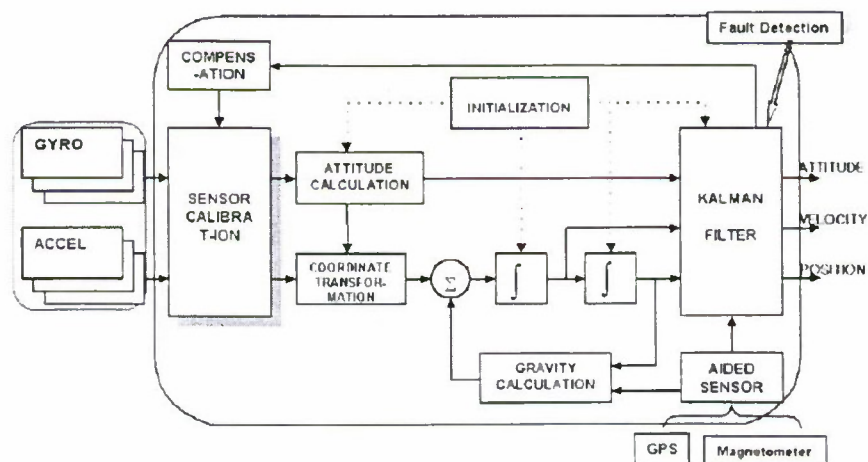 Fault Detection
COMPENS
-ATION
INITIALIZATION
GYRO
ATTITUDE
CALCULATION
SENSOR
CALIBRA
T-ION
KALMAN
FILTER
ATTITUDE
VELOCITY
POSITION
ACCEL
COORDINATE
TRANSFOR-
MATION
Σ
∫
∫
GRAVITY
CALCULATION
AIDED
SENSOR
GPS
Magnetometer